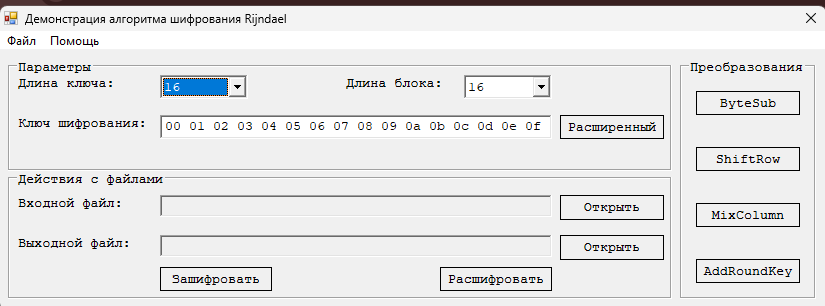 Демонстрация алгоритма шифрования Rijndael
Файл Помощь
Параметры
Длина ключа: 16 Длина блока: 16
Ключ шифрования: 00 01 02 03 04 05 06 07 08 09 0a 0b 0c 0d 0e 0f Расширенный
Действия с файлами
Входной файл: Открыть
Выходной файл: Открыть
Зашифровать Расшифровать
Преобразования
ByteSub
ShiftRow
MixColumn
AddRoundKey